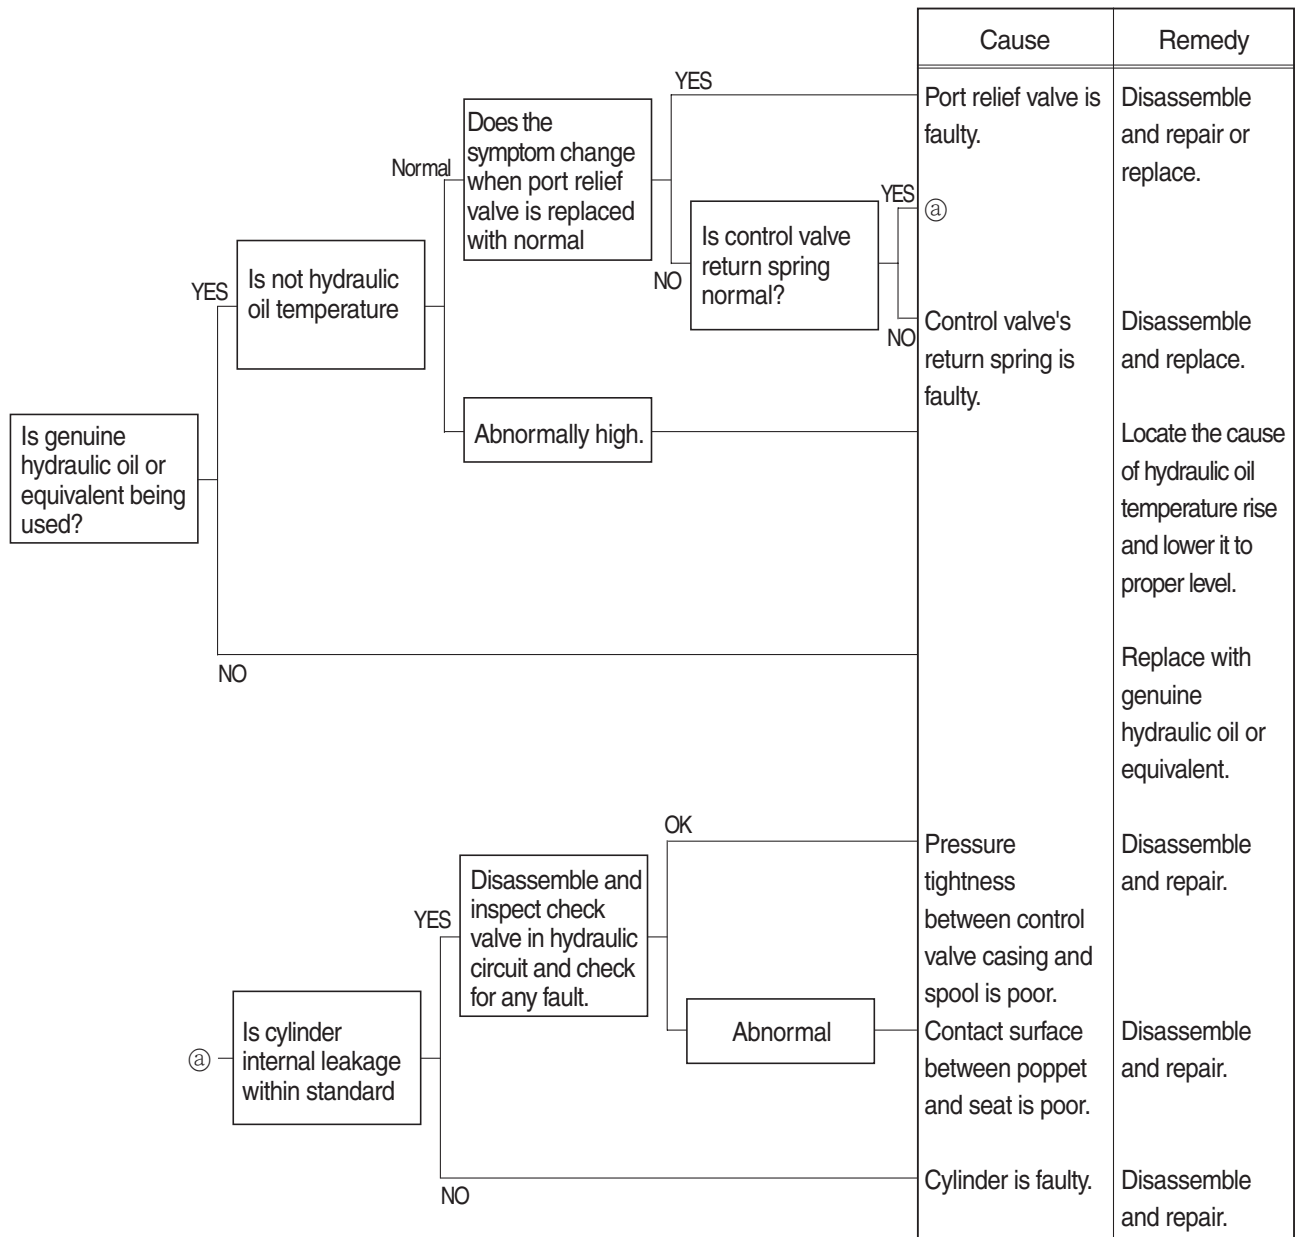 Cause
Remedy
YES
Port relief valve is
faulty.
Disassemble
and repair or
replace.
Does the
symptom change
when port relief
valve is replaced
with normal
Normal
YES
ⓐ
Is control valve
return spring
normal?
NO
NO
Control valve's
return spring is
faulty.
Disassemble
and replace.
Is not hydraulic
oil temperature
YES
Abnormally high.
Locate the cause
of hydraulic oil
temperature rise
and lower it to
proper level.
Is genuine
hydraulic oil or
equivalent being
used?
NO
Replace with
genuine
hydraulic oil or
equivalent.
OK
Pressure
tightness
between control
valve casing and
spool is poor.
Disassemble
and repair.
Disassemble and
inspect check
valve in hydraulic
circuit and check
for any fault.
YES
Abnormal
Contact surface
between poppet
and seat is poor.
Disassemble
and repair.
ⓐ
Is cylinder
internal leakage
within standard
NO
Cylinder is faulty.
Disassemble
and repair.